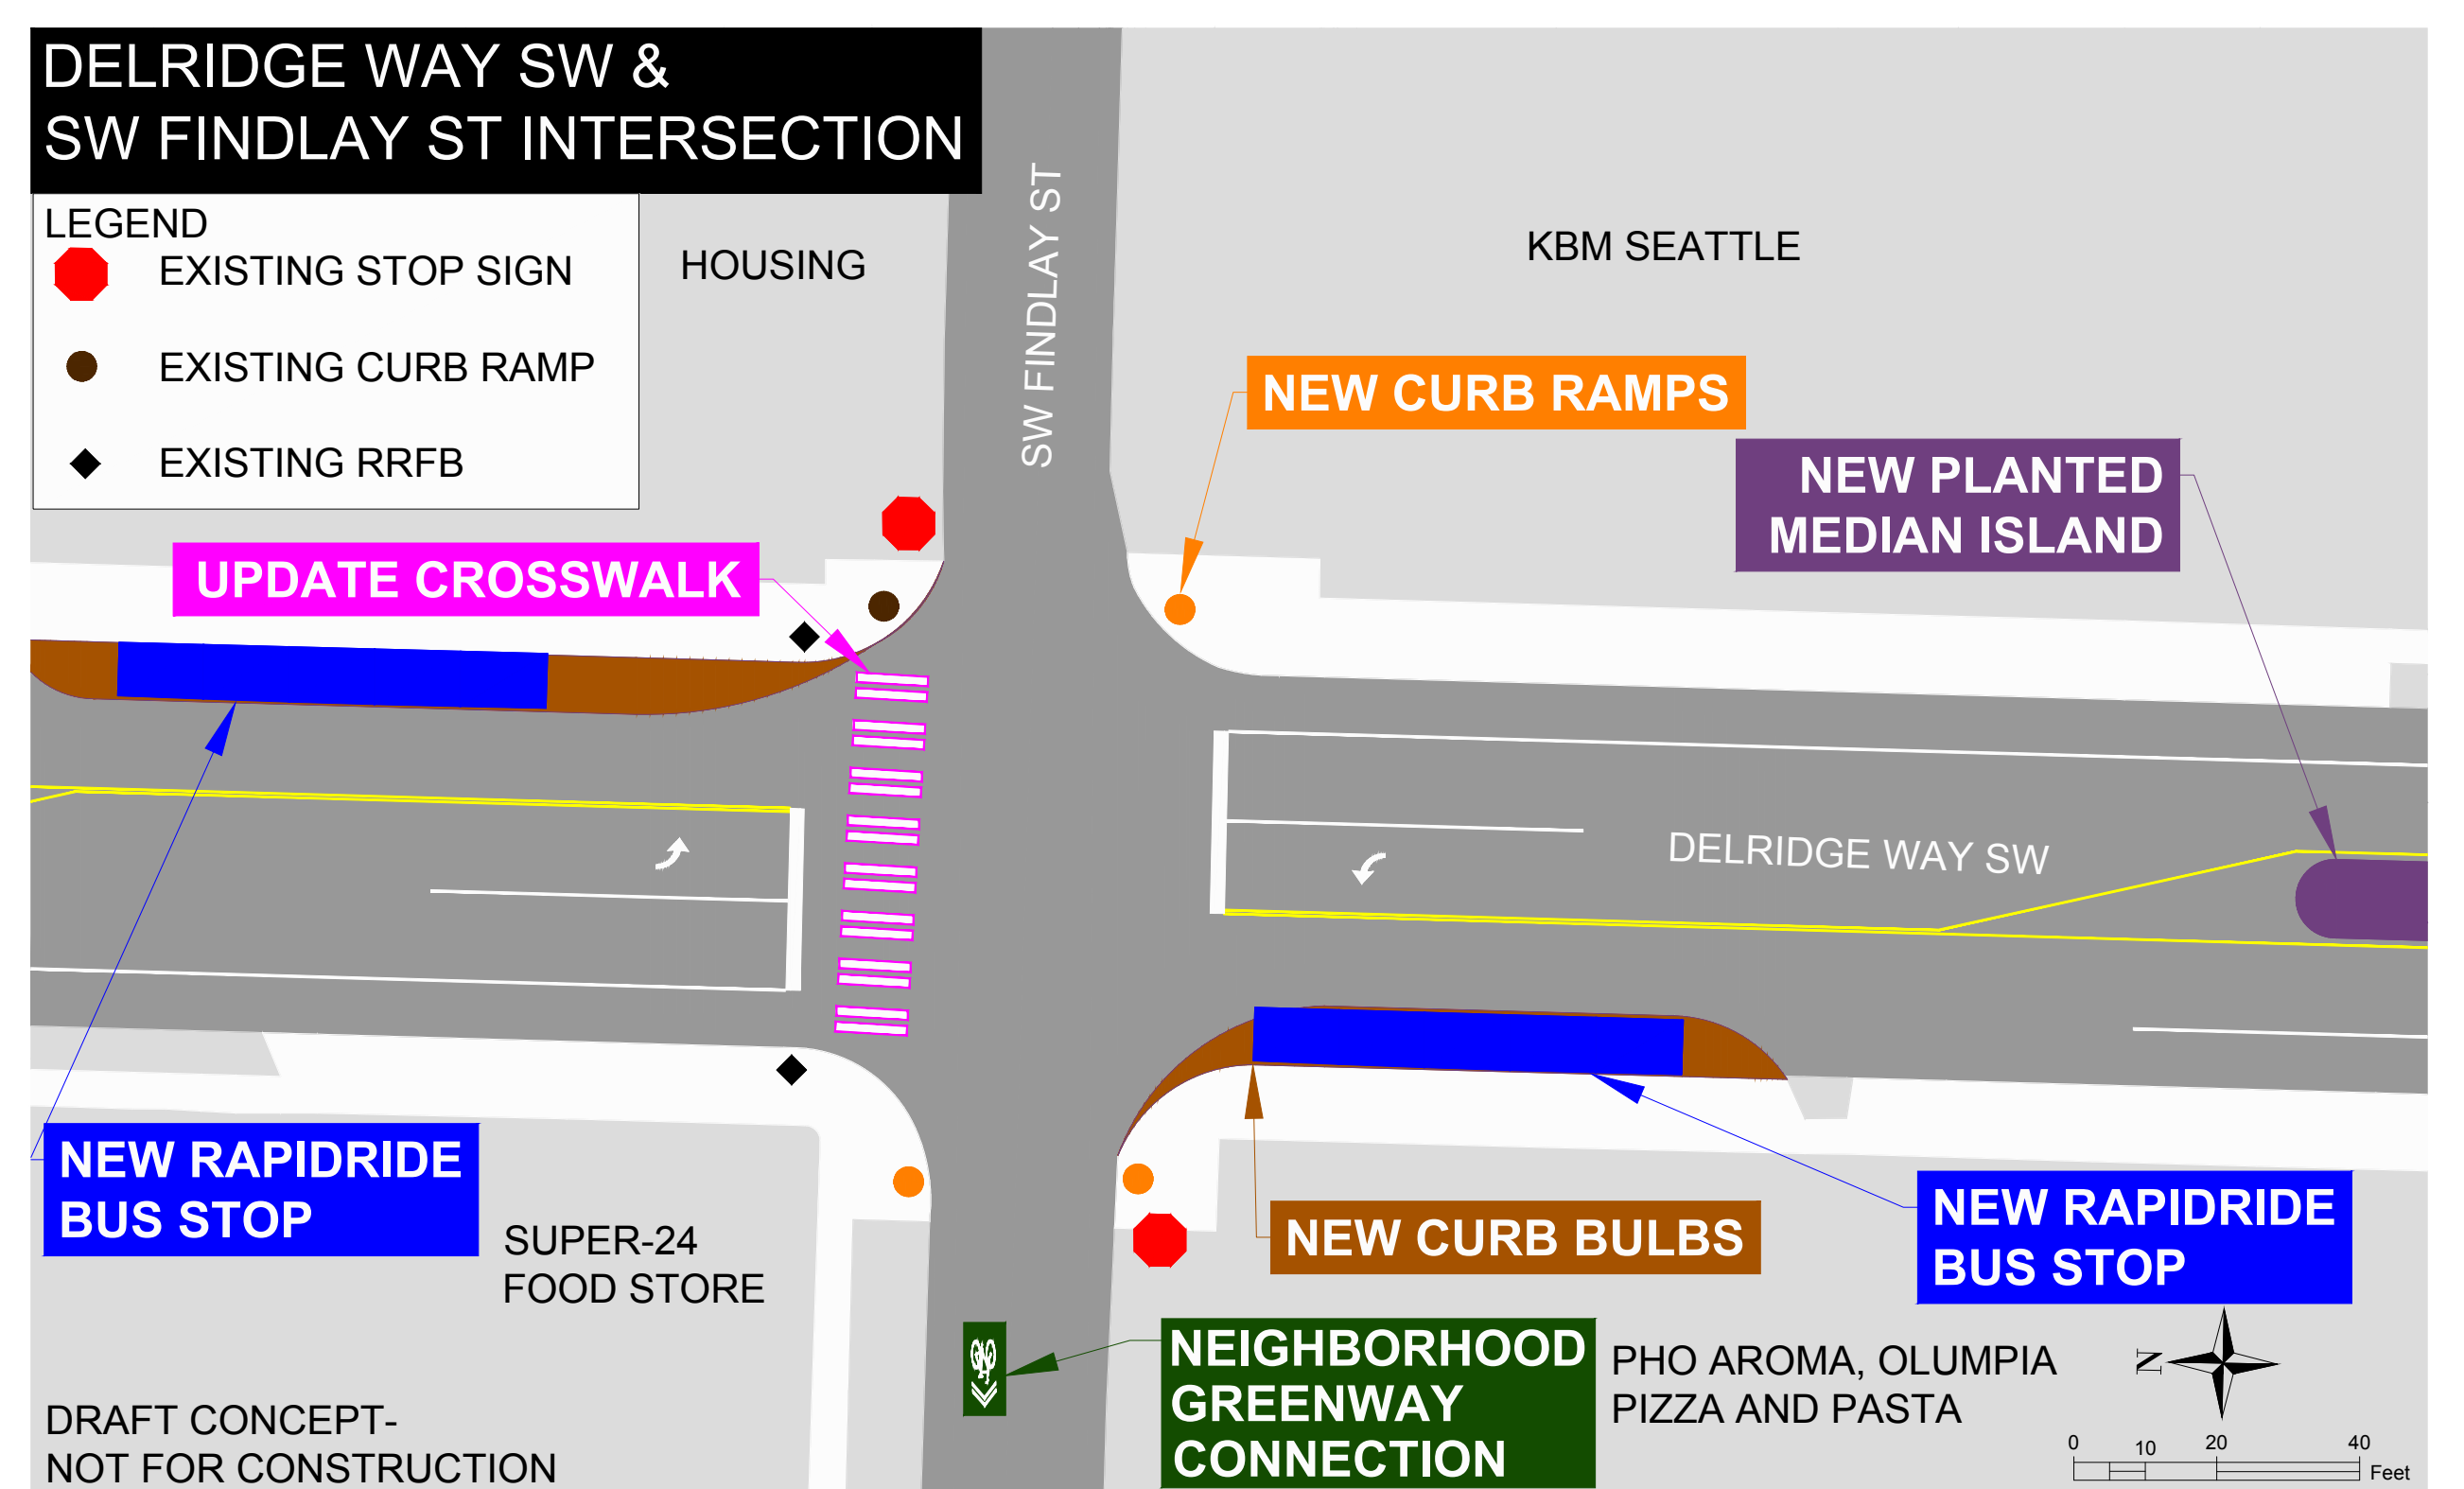 DELRIDGE WAY SW &
SW FINDLAY ST INTERSECTION
LEGEND
EXISTING STOP SIGN
EXISTING CURB RAMP
EXISTING RRFB
HOUSING
SW FINDLAY ST
KBM SEATTLE
NEW CURB RAMPS
NEW PLANTED
MEDIAN ISLAND
UPDATE CROSSWALK
DELRIDGE WAY SW
NEW RAPIDRIDE
BUS STOP
SUPER-24
FOOD STORE
NEW CURB BULBS
NEW RAPIDRIDE
BUS STOP
NEIGHBORHOOD
GREENWAY
CONNECTION
PHO AROMA, OLUMPIA
PIZZA AND PASTA
N
DRAFT CONCEPT-
NOT FOR CONSTRUCTION
0 10 20 40
Feet